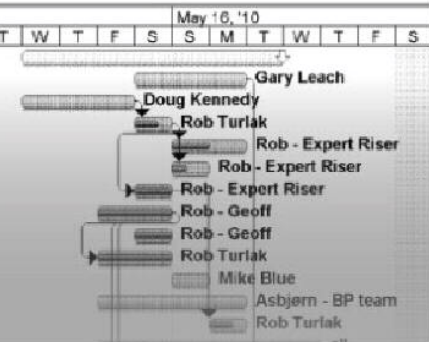 May 16, '10
T W T F S S M T W T F S
Gary Leach
Doug Kennedy
Rob Turlak
Rob - Expert Riser
Rob - Expert Riser
Rob - Expert Riser
Rob - Geoff
Rob - Geoff
Rob Turlak
Mike Blue
Asbjørn - BP team
Rob Turlak